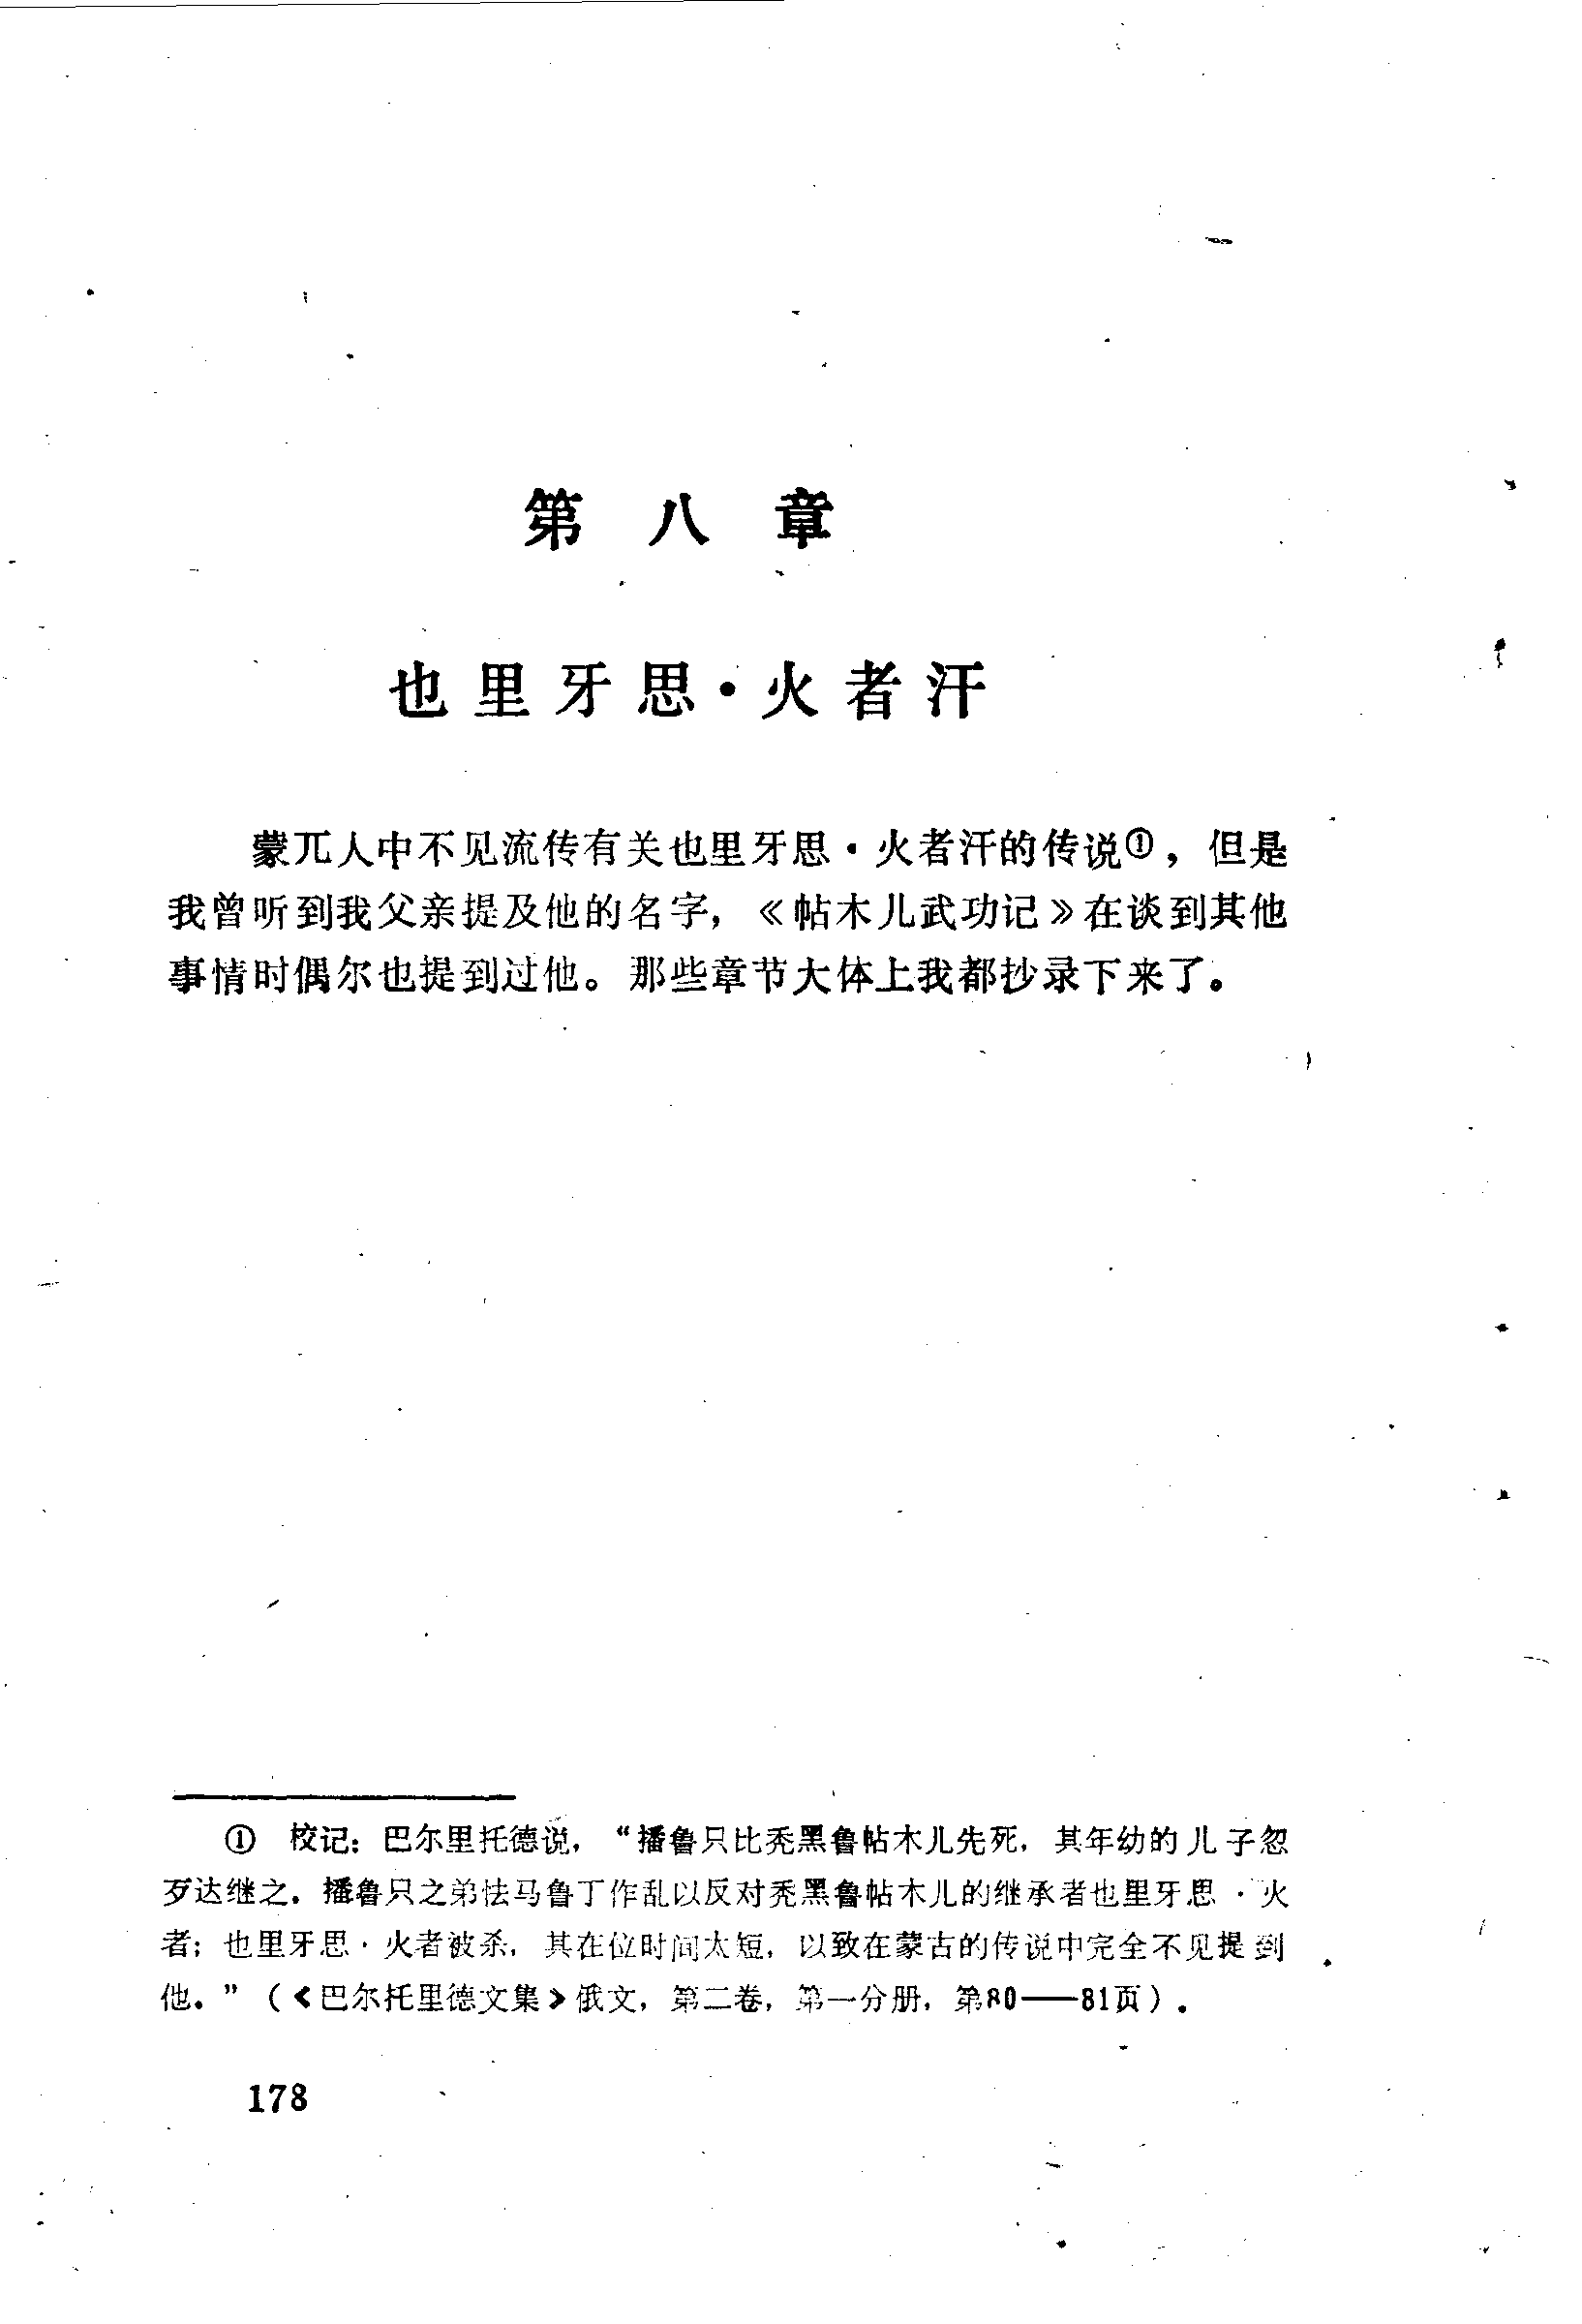 第八章
也里牙思·火者汗
蒙兀人中不见流传有关也里牙思·火者汗的传说①，但是
我曾听到我父亲提及他的名字，《帖木儿武功记》在谈到其他
事情时偶尔也提到过他。那些章节大体上我都抄录下来了。
① 校记：巴尔里托德说，“播鲁只比秃黑鲁帖木儿先死，其年幼的儿子忽
歹达继之。播鲁只之弟怯马鲁丁作乱以反对秃黑鲁帖木儿的继承者也里牙思·火
者；也里牙思·火者被杀，其在位时间太短，以致在蒙古的传说中完全不见提到
他。”（《巴尔托里德文集》俄文，第二卷，第一分册，第80——81页）。
178